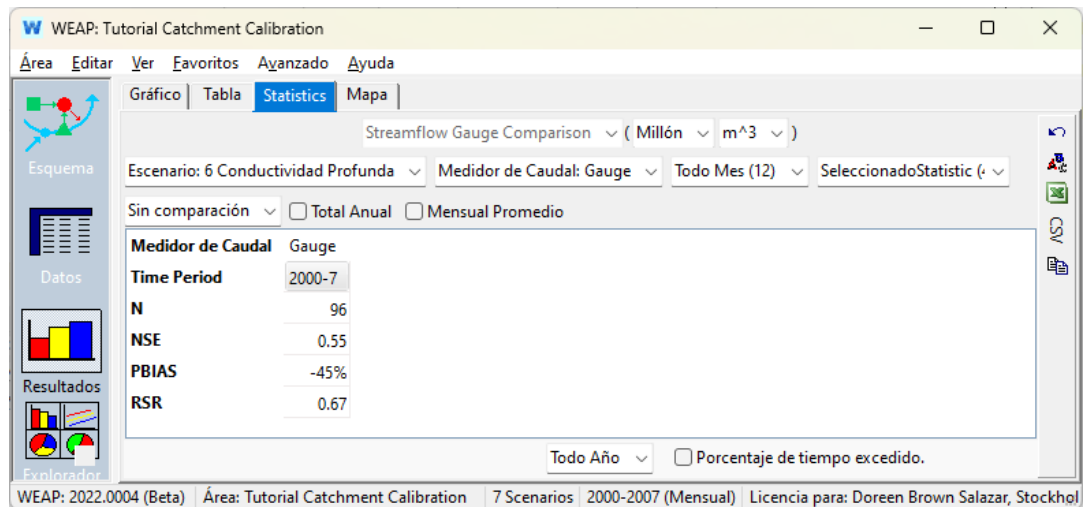 WEAP: Tutorial Catchment Calibration
Área Editar Ver Favoritos Avanzado Ayuda
Gráfico Tabla Statistics Mapa
Streamflow Gauge Comparison ( Millón m^3 )
Esquema
Escenario: 6 Conductividad Profunda Medidor de Caudal: Gauge Todo Mes (12) SeleccionadoStatistic (4
Sin comparación Total Anual Mensual Promedio
CSV
Medidor de Caudal Gauge
Datos
Time Period 2000-7
N 96
NSE 0.55
PBIAS -45%
Resultados
RSR 0.67
Todo Año Porcentaje de tiempo excedido.
Explorador
WEAP: 2022.0004 (Beta) Área: Tutorial Catchment Calibration 7 Scenarios 2000-2007 (Mensual) Licencia para: Doreen Brown Salazar, Stockhol